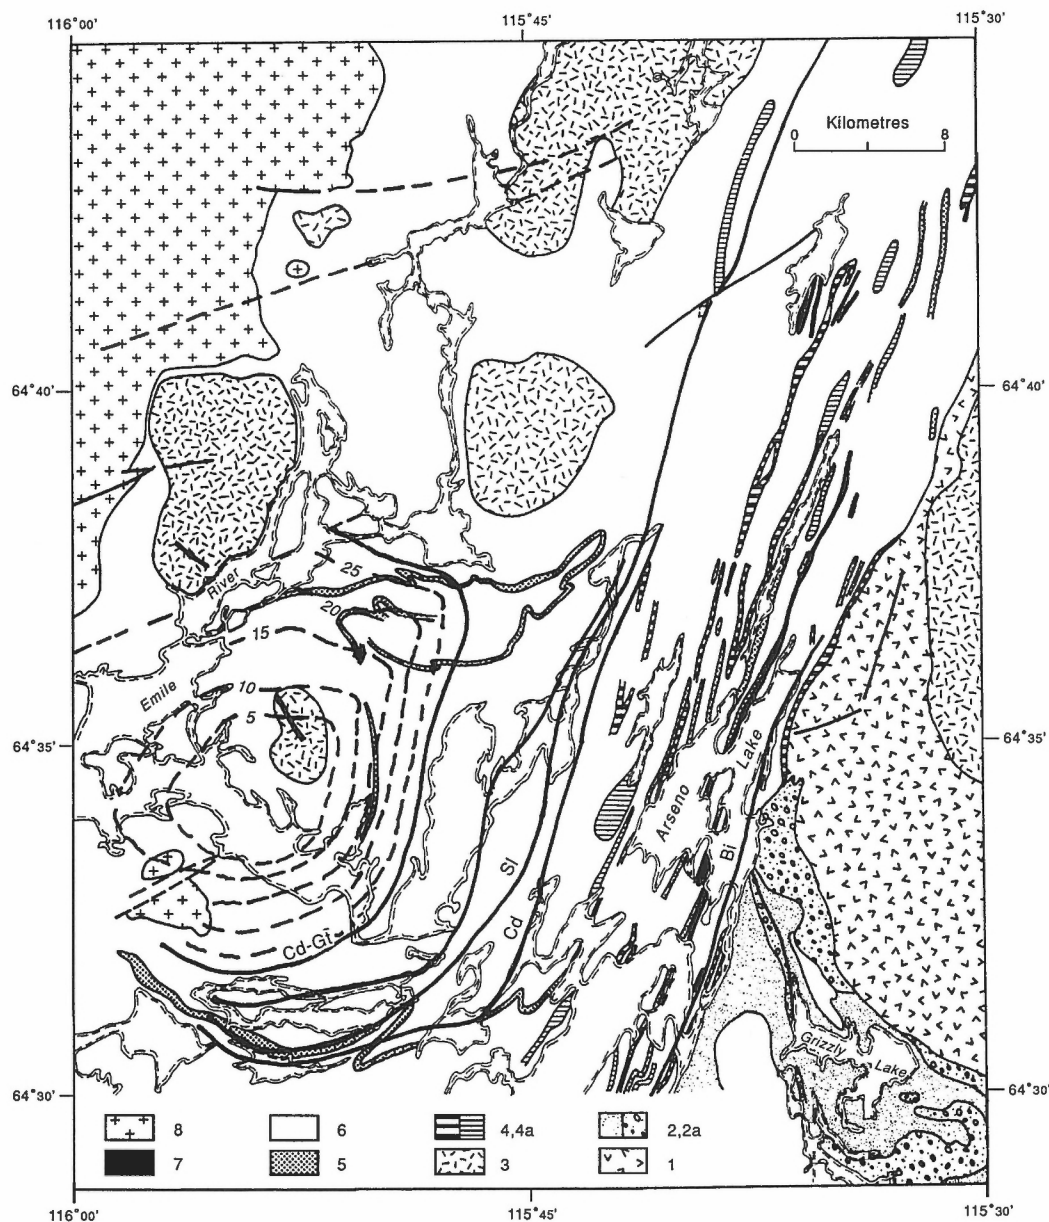 116°00'
115°45'
115°30'
0 Kilometres 8
64°40'
64°40'
River
25
20
15
Emile
10
5
64°35'
64°35'
Lake
Arseno
Bi
Si
Cd
Cd-Gt
Grizzly
Lake
64°30'
64°30'
8
6
4,4a
2,2a
7
5
3
1
116°00'
115°45'
115°30'